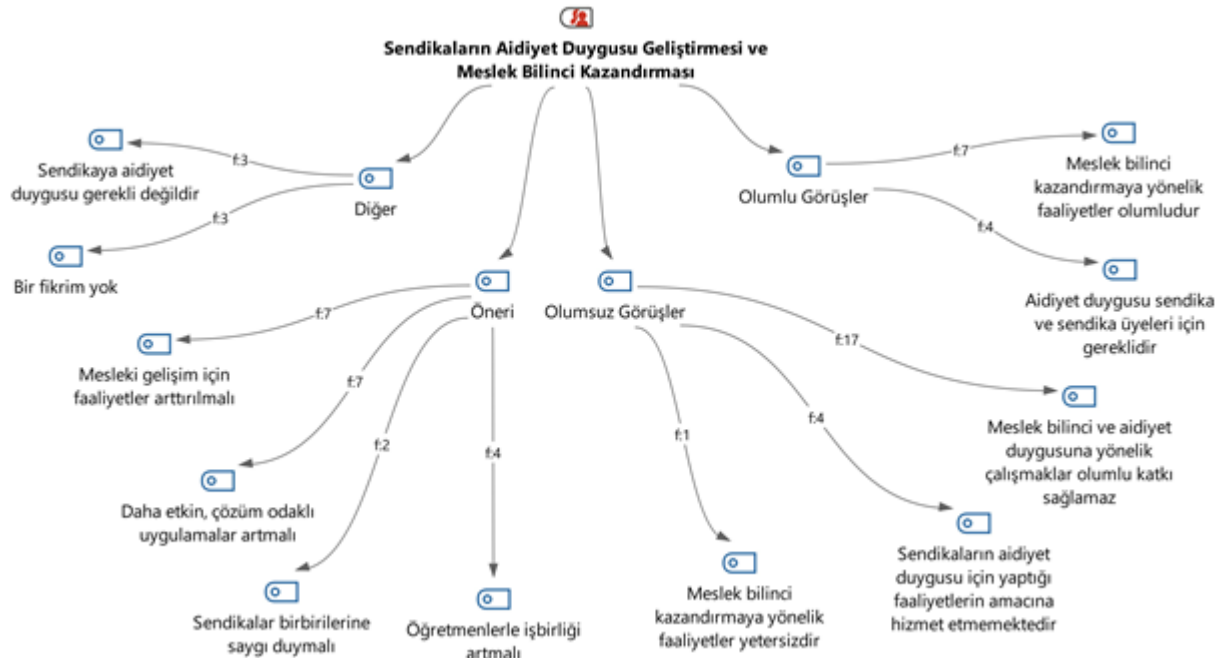 Sendikaların Aidiyet Duygusu Geliştirmesi ve
Meslek Bilinci Kazandırması
f:3
Sendikaya aidiyet
duygusu gerekli değildir
f:3
Bir fikrim yok
Diğer
Olumlu Görüşler
f:7
Meslek bilinci
kazandırmaya yönelik
faaliyetler olumludur
f:4
Aidiyet duygusu sendika
ve sendika üyeleri için
gereklidir
Öneri
f:7
Mesleki gelişim için
faaliyetler arttırılmalı
f:7
Daha etkin, çözüm odaklı
uygulamalar artmalı
f:2
Sendikalar birbirilerine
saygı duymalı
f:4
Öğretmenlerle işbirliği
artmalı
Olumsuz Görüşler
f:17
Meslek bilinci ve aidiyet
duygusuna yönelik
çalışmaklar olumlu katkı
sağlamaz
f:4
Sendikaların aidiyet
duygusu için yaptığı
faaliyetlerin amacına
hizmet etmemektedir
f:1
Meslek bilinci
kazandırmaya yönelik
faaliyetler yetersizdir